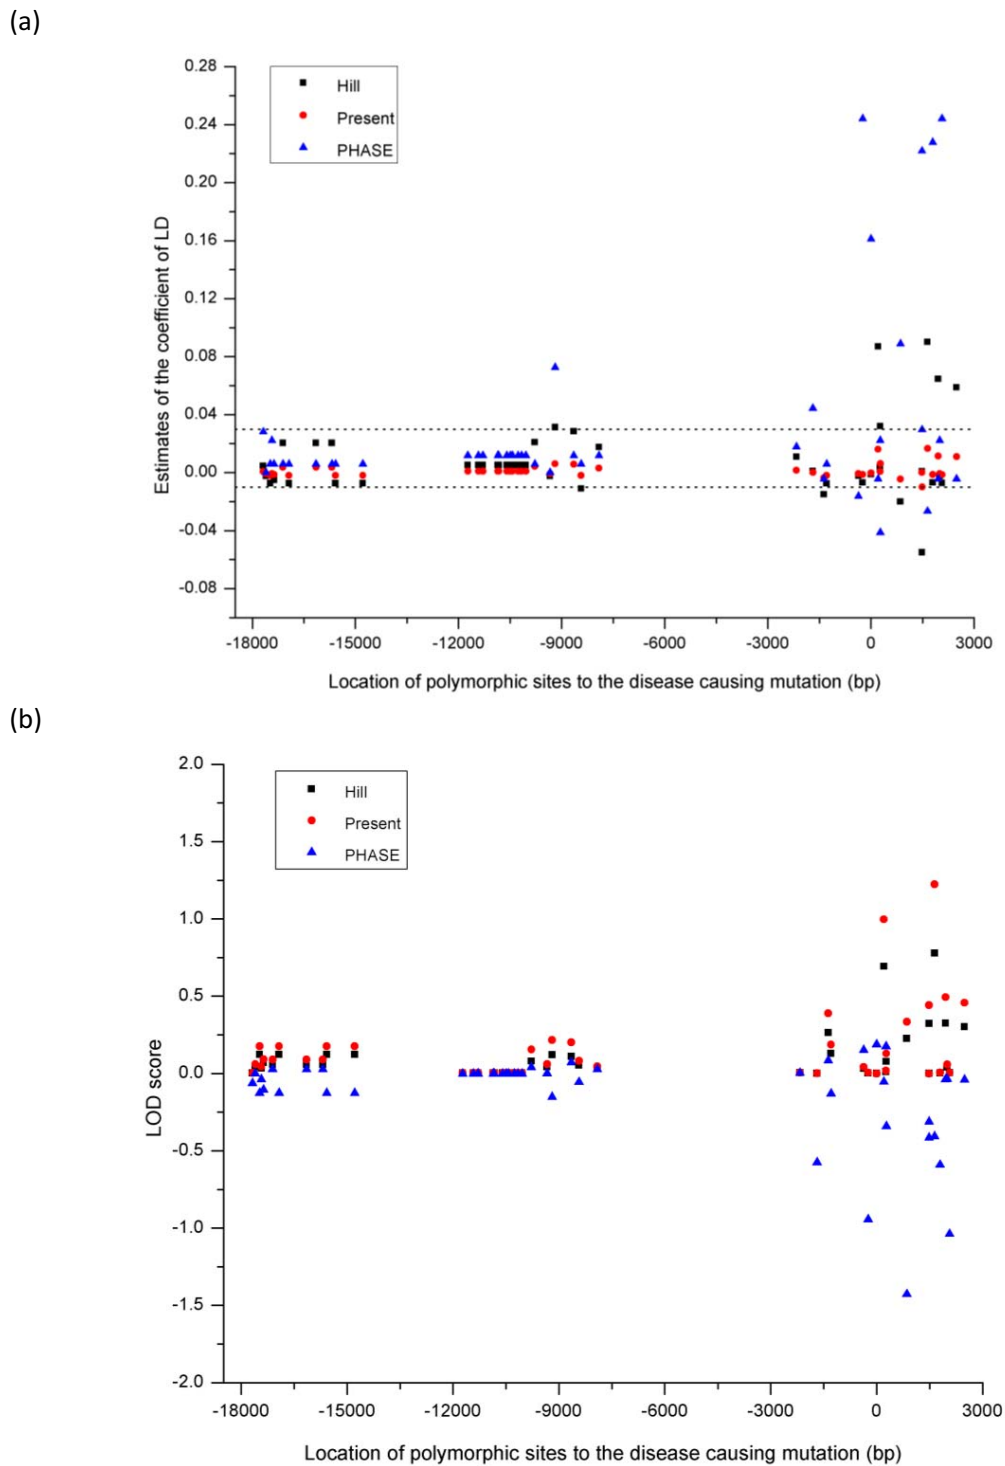 (a)
0.28
0.24
0.20
0.16
0.12
0.08
0.04
0.00
-0.04
-0.08
Estimates of the coefficient of LD
Hill
Present
PHASE
-18000 -15000 -12000 -9000 -6000 -3000 0 3000
Location of polymorphic sites to the disease causing mutation (bp)
(b)
2.0
1.5
1.0
0.5
0.0
-0.5
-1.0
-1.5
-2.0
LOD score
Hill
Present
PHASE
-18000 -15000 -12000 -9000 -6000 -3000 0 3000
Location of polymorphic sites to the disease causing mutation (bp)